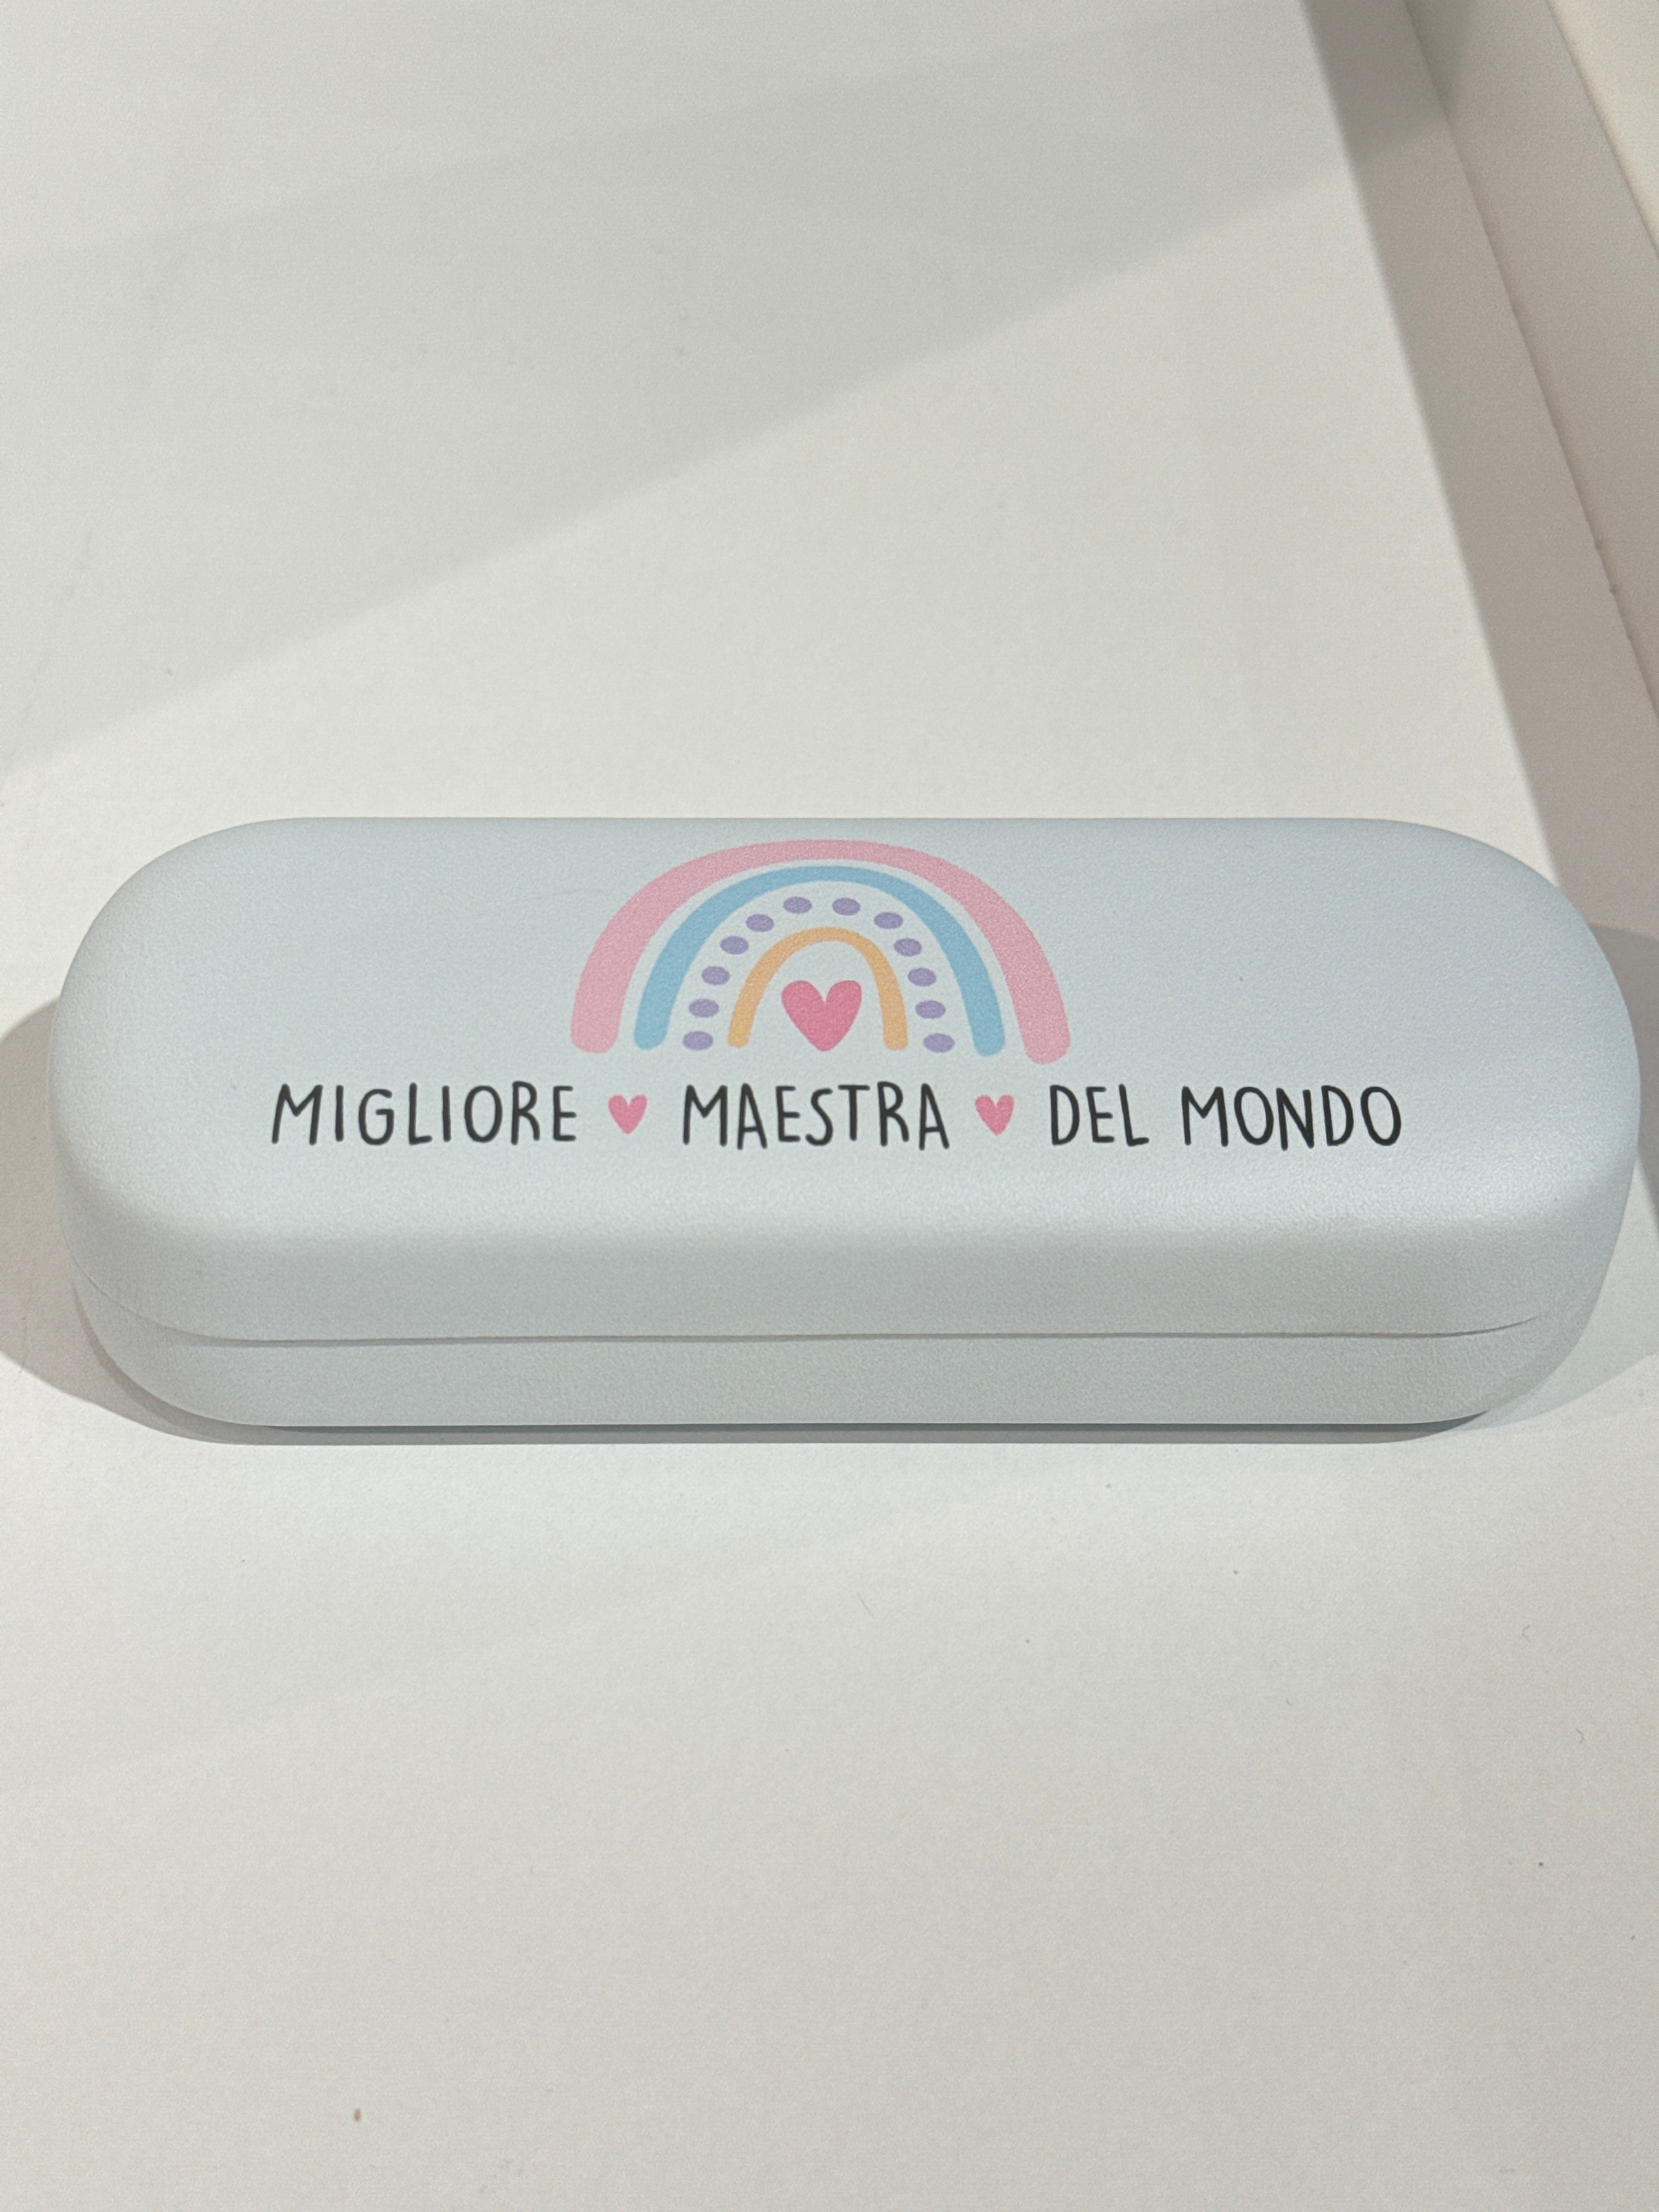 MIGLIORE ♥ MAESTRA ♥ DEL MONDO